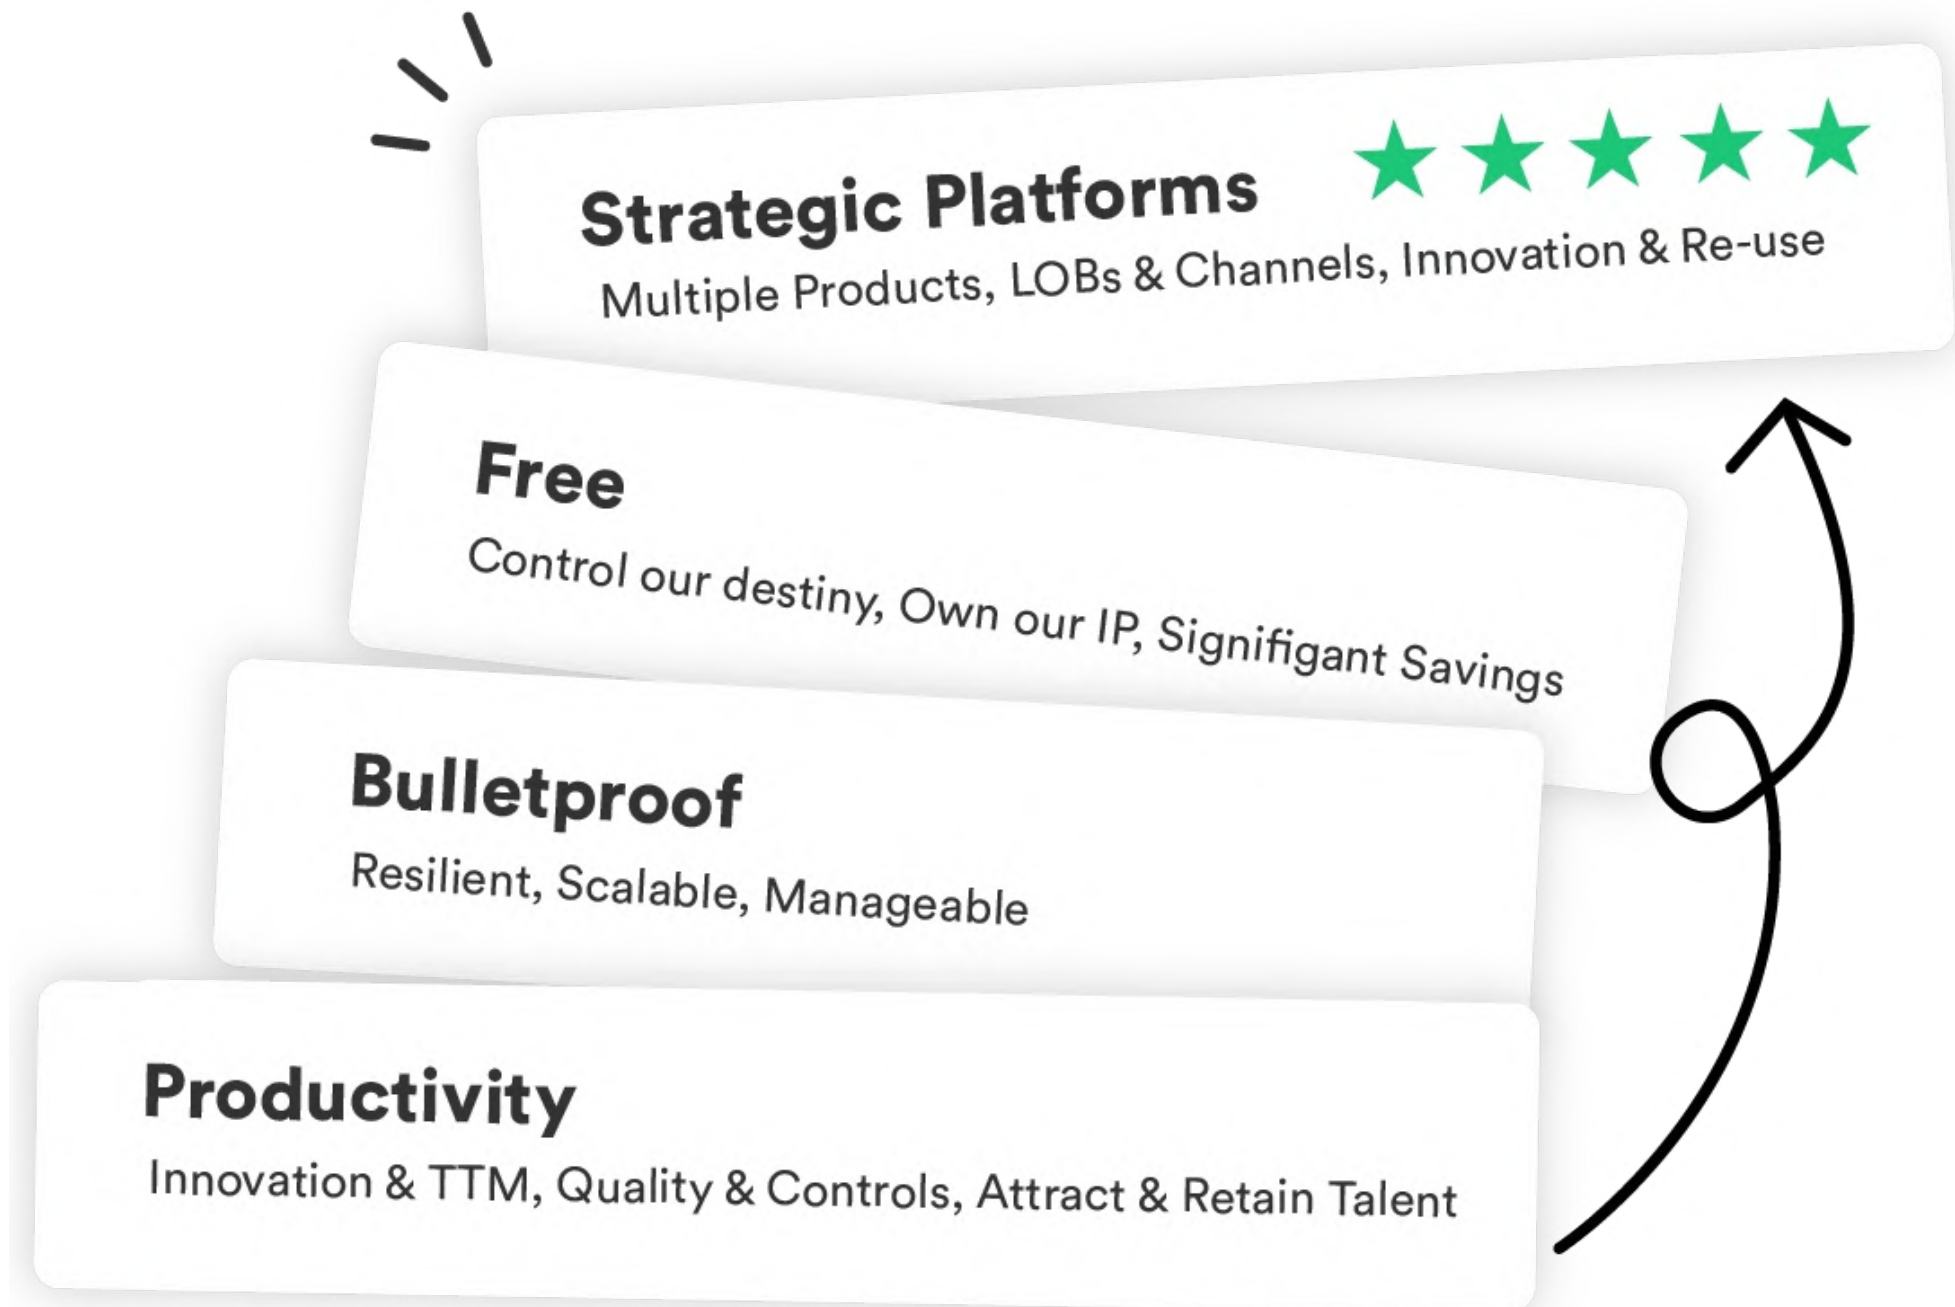 Strategic Platforms
Multiple Products, LOBs & Channels, Innovation & Re-use
Free
Control our destiny, Own our IP, Signifigant Savings
Bulletproof
Resilient, Scalable, Manageable
Productivity
Innovation & TTM, Quality & Controls, Attract & Retain Talent